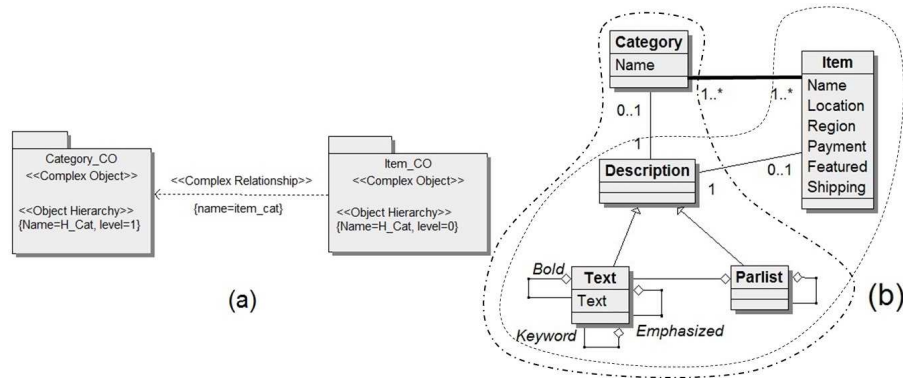 Category_CO
<<Complex Object>>
<<Object Hierarchy>>
{Name=H_Cat, level=1}
<<Complex Relationship>>
{name=item_cat}
Item_CO
<<Complex Object>>
<<Object Hierarchy>>
{Name=H_Cat, level=0}
(a)
Category
Name
Item
Name
Location
Region
Payment
Featured
Shipping
1..*
1..*
0..1
1
Description
1
0..1
Bold
Text
Text
Keyword
Emphasized
Parlist
(b)